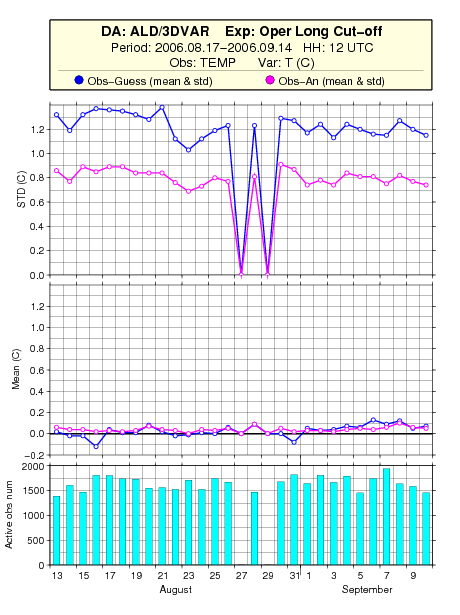 DA: ALD/3DVAR Exp: Oper Long Cut-off
Period: 2006.08.17-2006.09.14 HH: 12 UTC
Obs: TEMP Var: T (C)
Obs-Guess (mean & std) Obs-An (mean & std)
STD (C)
1.2
1.0
0.8
0.6
0.4
0.2
0.0
Mean (C)
1.2
1.0
0.8
0.6
0.4
0.2
0.0
-0.2
Active obs num
2000
1500
1000
500
0
13 15 17 19 21 23 25 27 29 31 1 3 5 7 9
August September